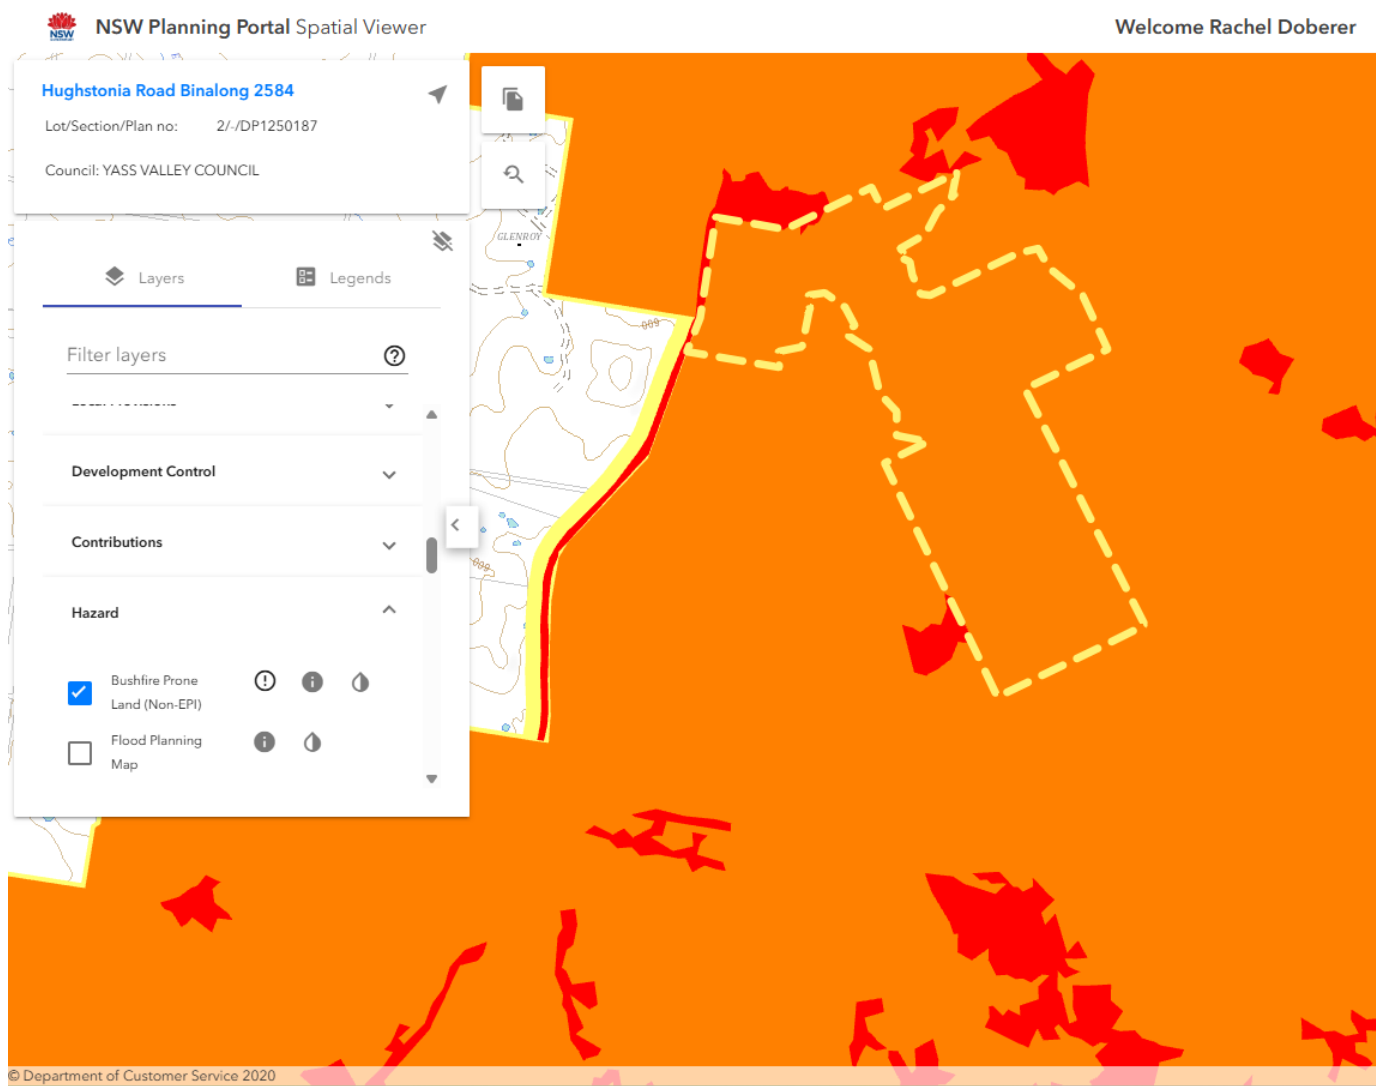 NSW Planning Portal Spatial Viewer
Welcome Rachel Doberer
NSW
Hughstonia Road Binalong 2584
Lot/Section/Plan no: 2/-/DP1250187
Council: YASS VALLEY COUNCIL
GLENROY
Layers
Legends
600
Filter layers
Development Control
Contributions
600
Hazard
Bushfire Prone
Land (Non-EPI)
Flood Planning
Map
© Department of Customer Service 2020